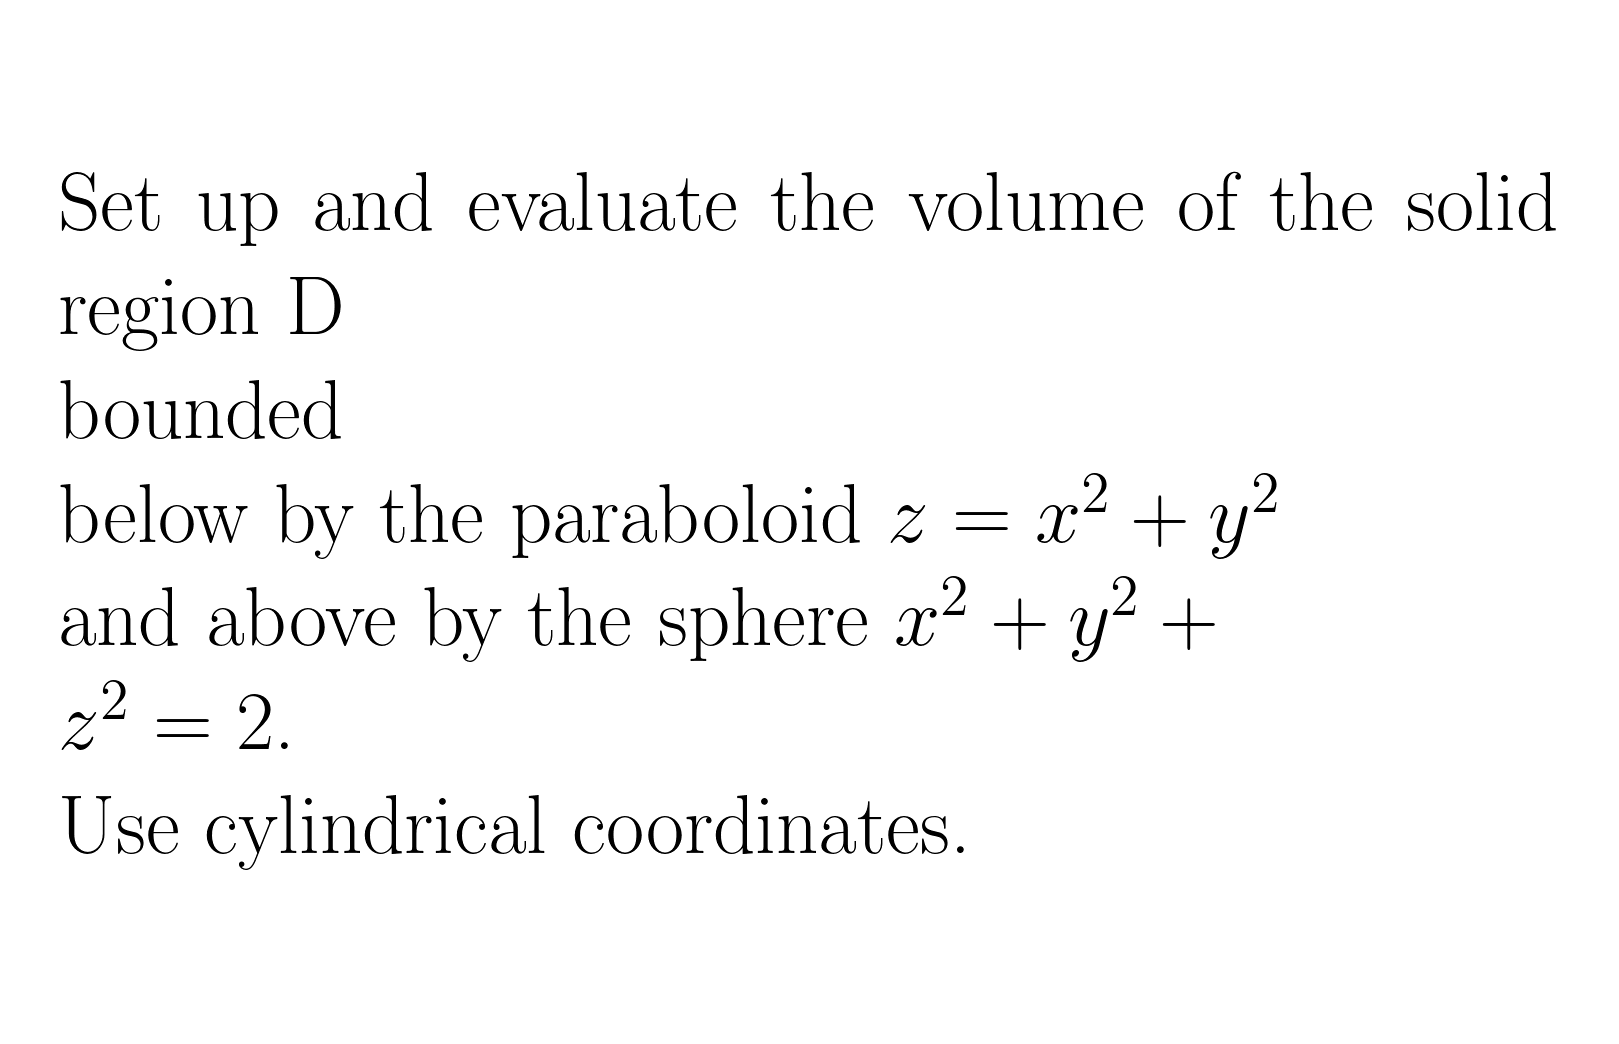 Set up and evaluate the volume of the solid
region D
bounded
below by the paraboloid $z = x^2 + y^2$
and above by the sphere $x^2 + y^2 +$
$z^2 = 2.$
Use cylindrical coordinates.